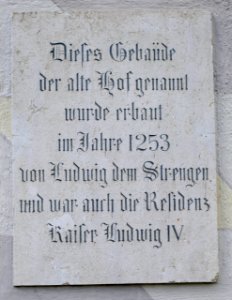 Dieses Gebäude
der alte Hof genannt
wurde erbaut
im Jahre 1253
von Ludwig dem Strengen
und war auch die Residenz
Kaiser Ludwig IV.